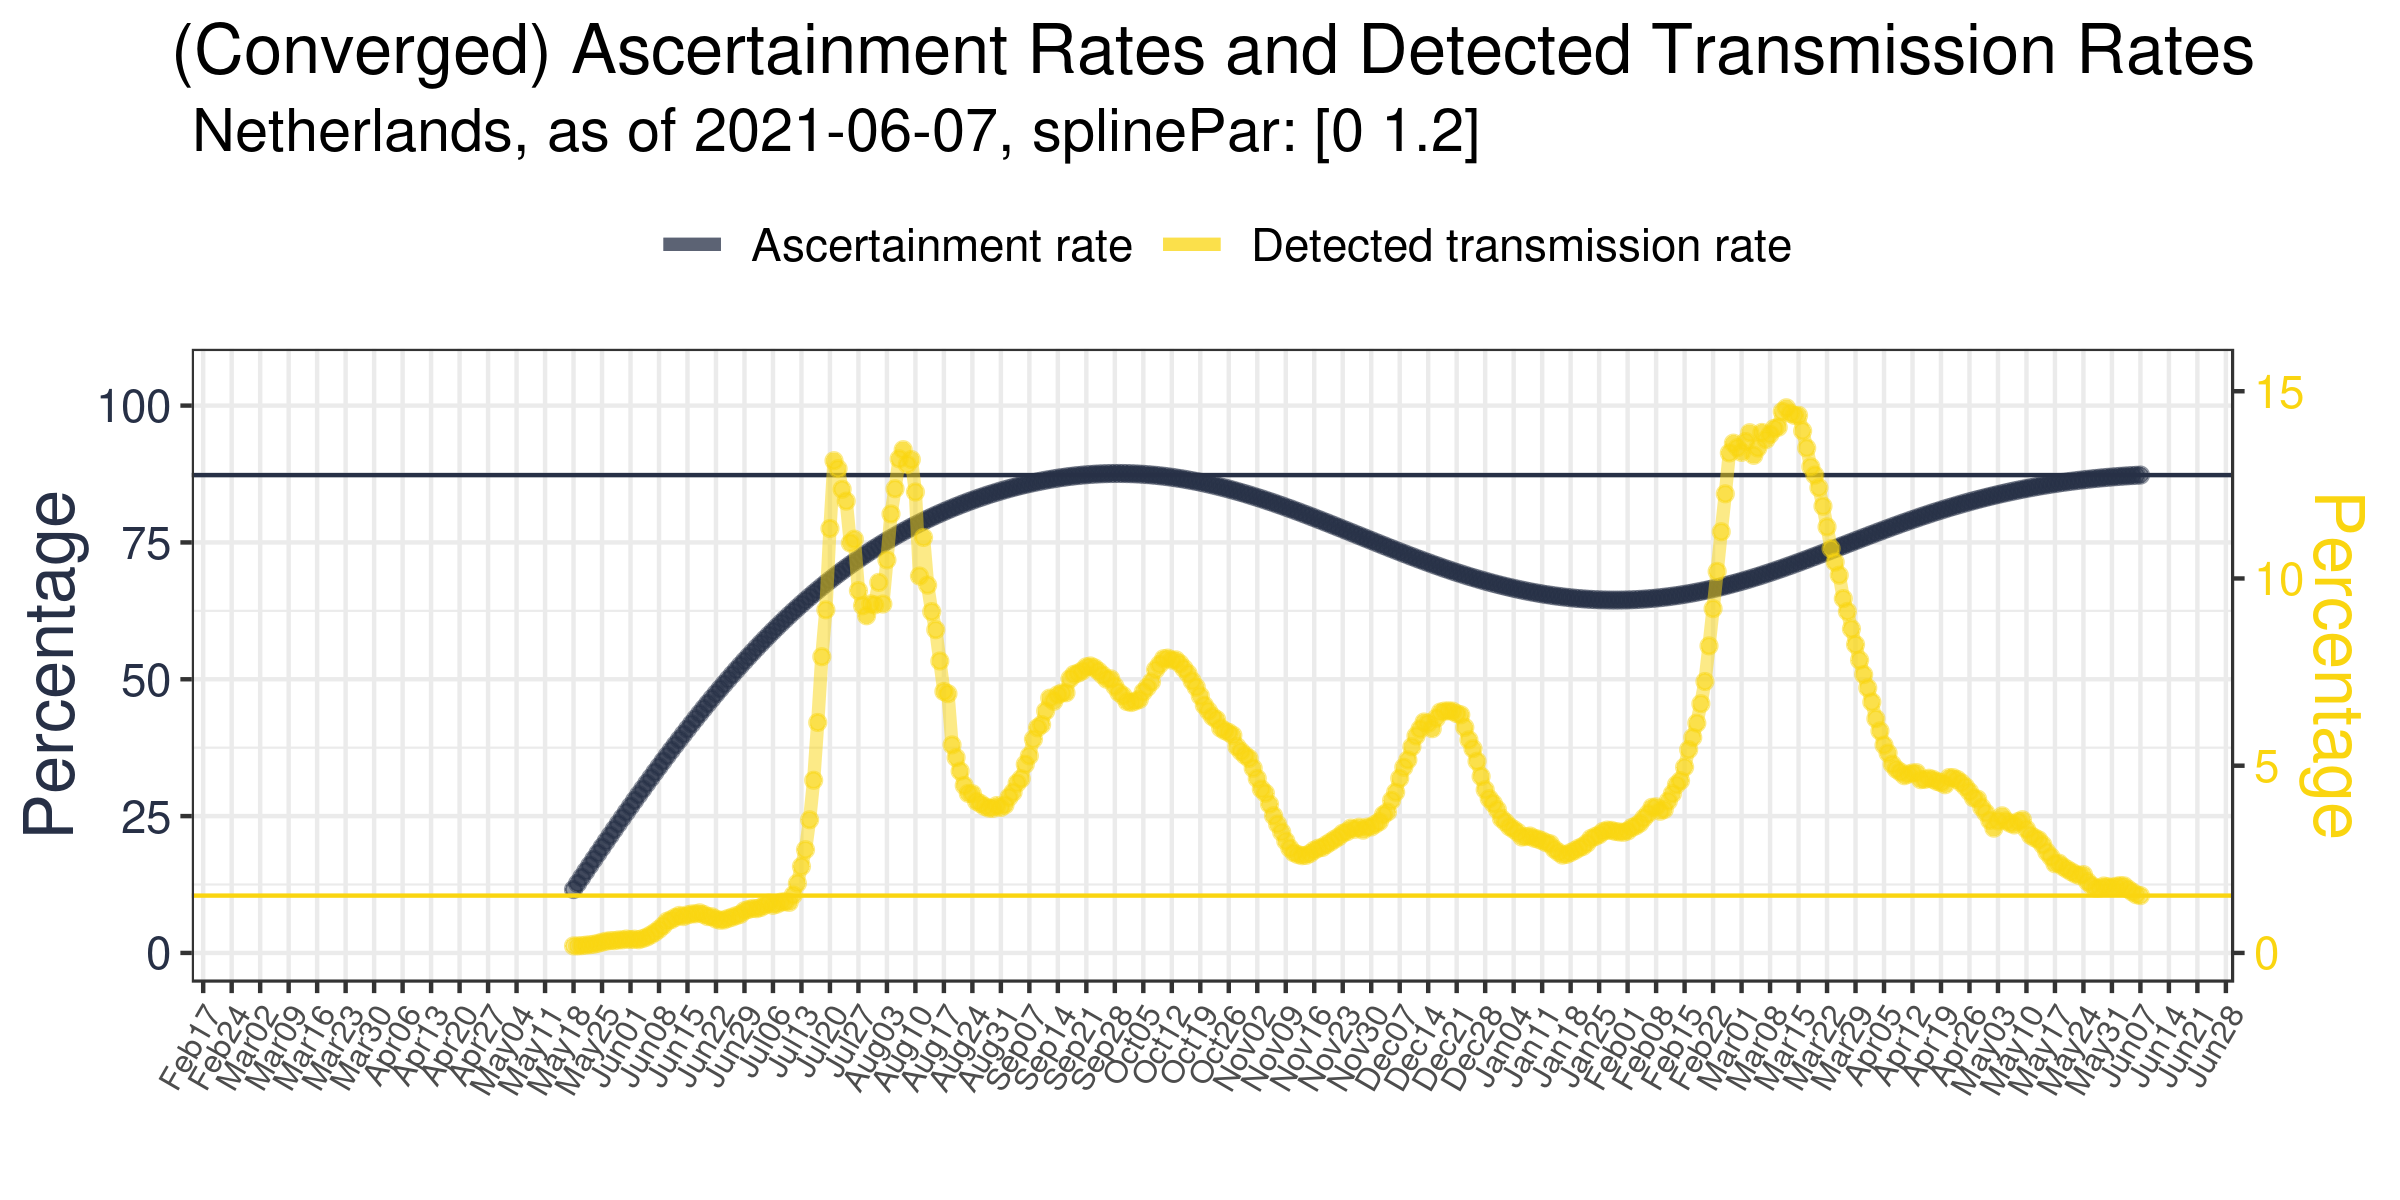 (Converged) Ascertainment Rates and Detected Transmission Rates
Netherlands, as of 2021-06-07, splinePar: [0 1.2]
Ascertainment rate
Detected transmission rate
Percentage
100
75
50
25
0
15
10
5
0
Percentage
Feb17
Feb24
Mar02
Mar09
Mar16
Mar23
Mar30
Apr06
Apr13
Apr20
Apr27
May04
May11
May18
May25
Jun01
Jun08
Jun15
Jun22
Jun29
Jul06
Jul13
Jul20
Jul27
Aug03
Aug10
Aug17
Aug24
Aug31
Sep07
Sep14
Sep21
Sep28
Oct05
Oct12
Oct19
Oct26
Nov02
Nov09
Nov16
Nov23
Nov30
Dec07
Dec14
Dec21
Dec28
Jan04
Jan11
Jan18
Jan25
Feb01
Feb08
Feb15
Feb22
Mar01
Mar08
Mar15
Mar22
Mar29
Apr05
Apr12
Apr19
Apr26
May03
May10
May17
May24
May31
Jun07
Jun14
Jun21
Jun28